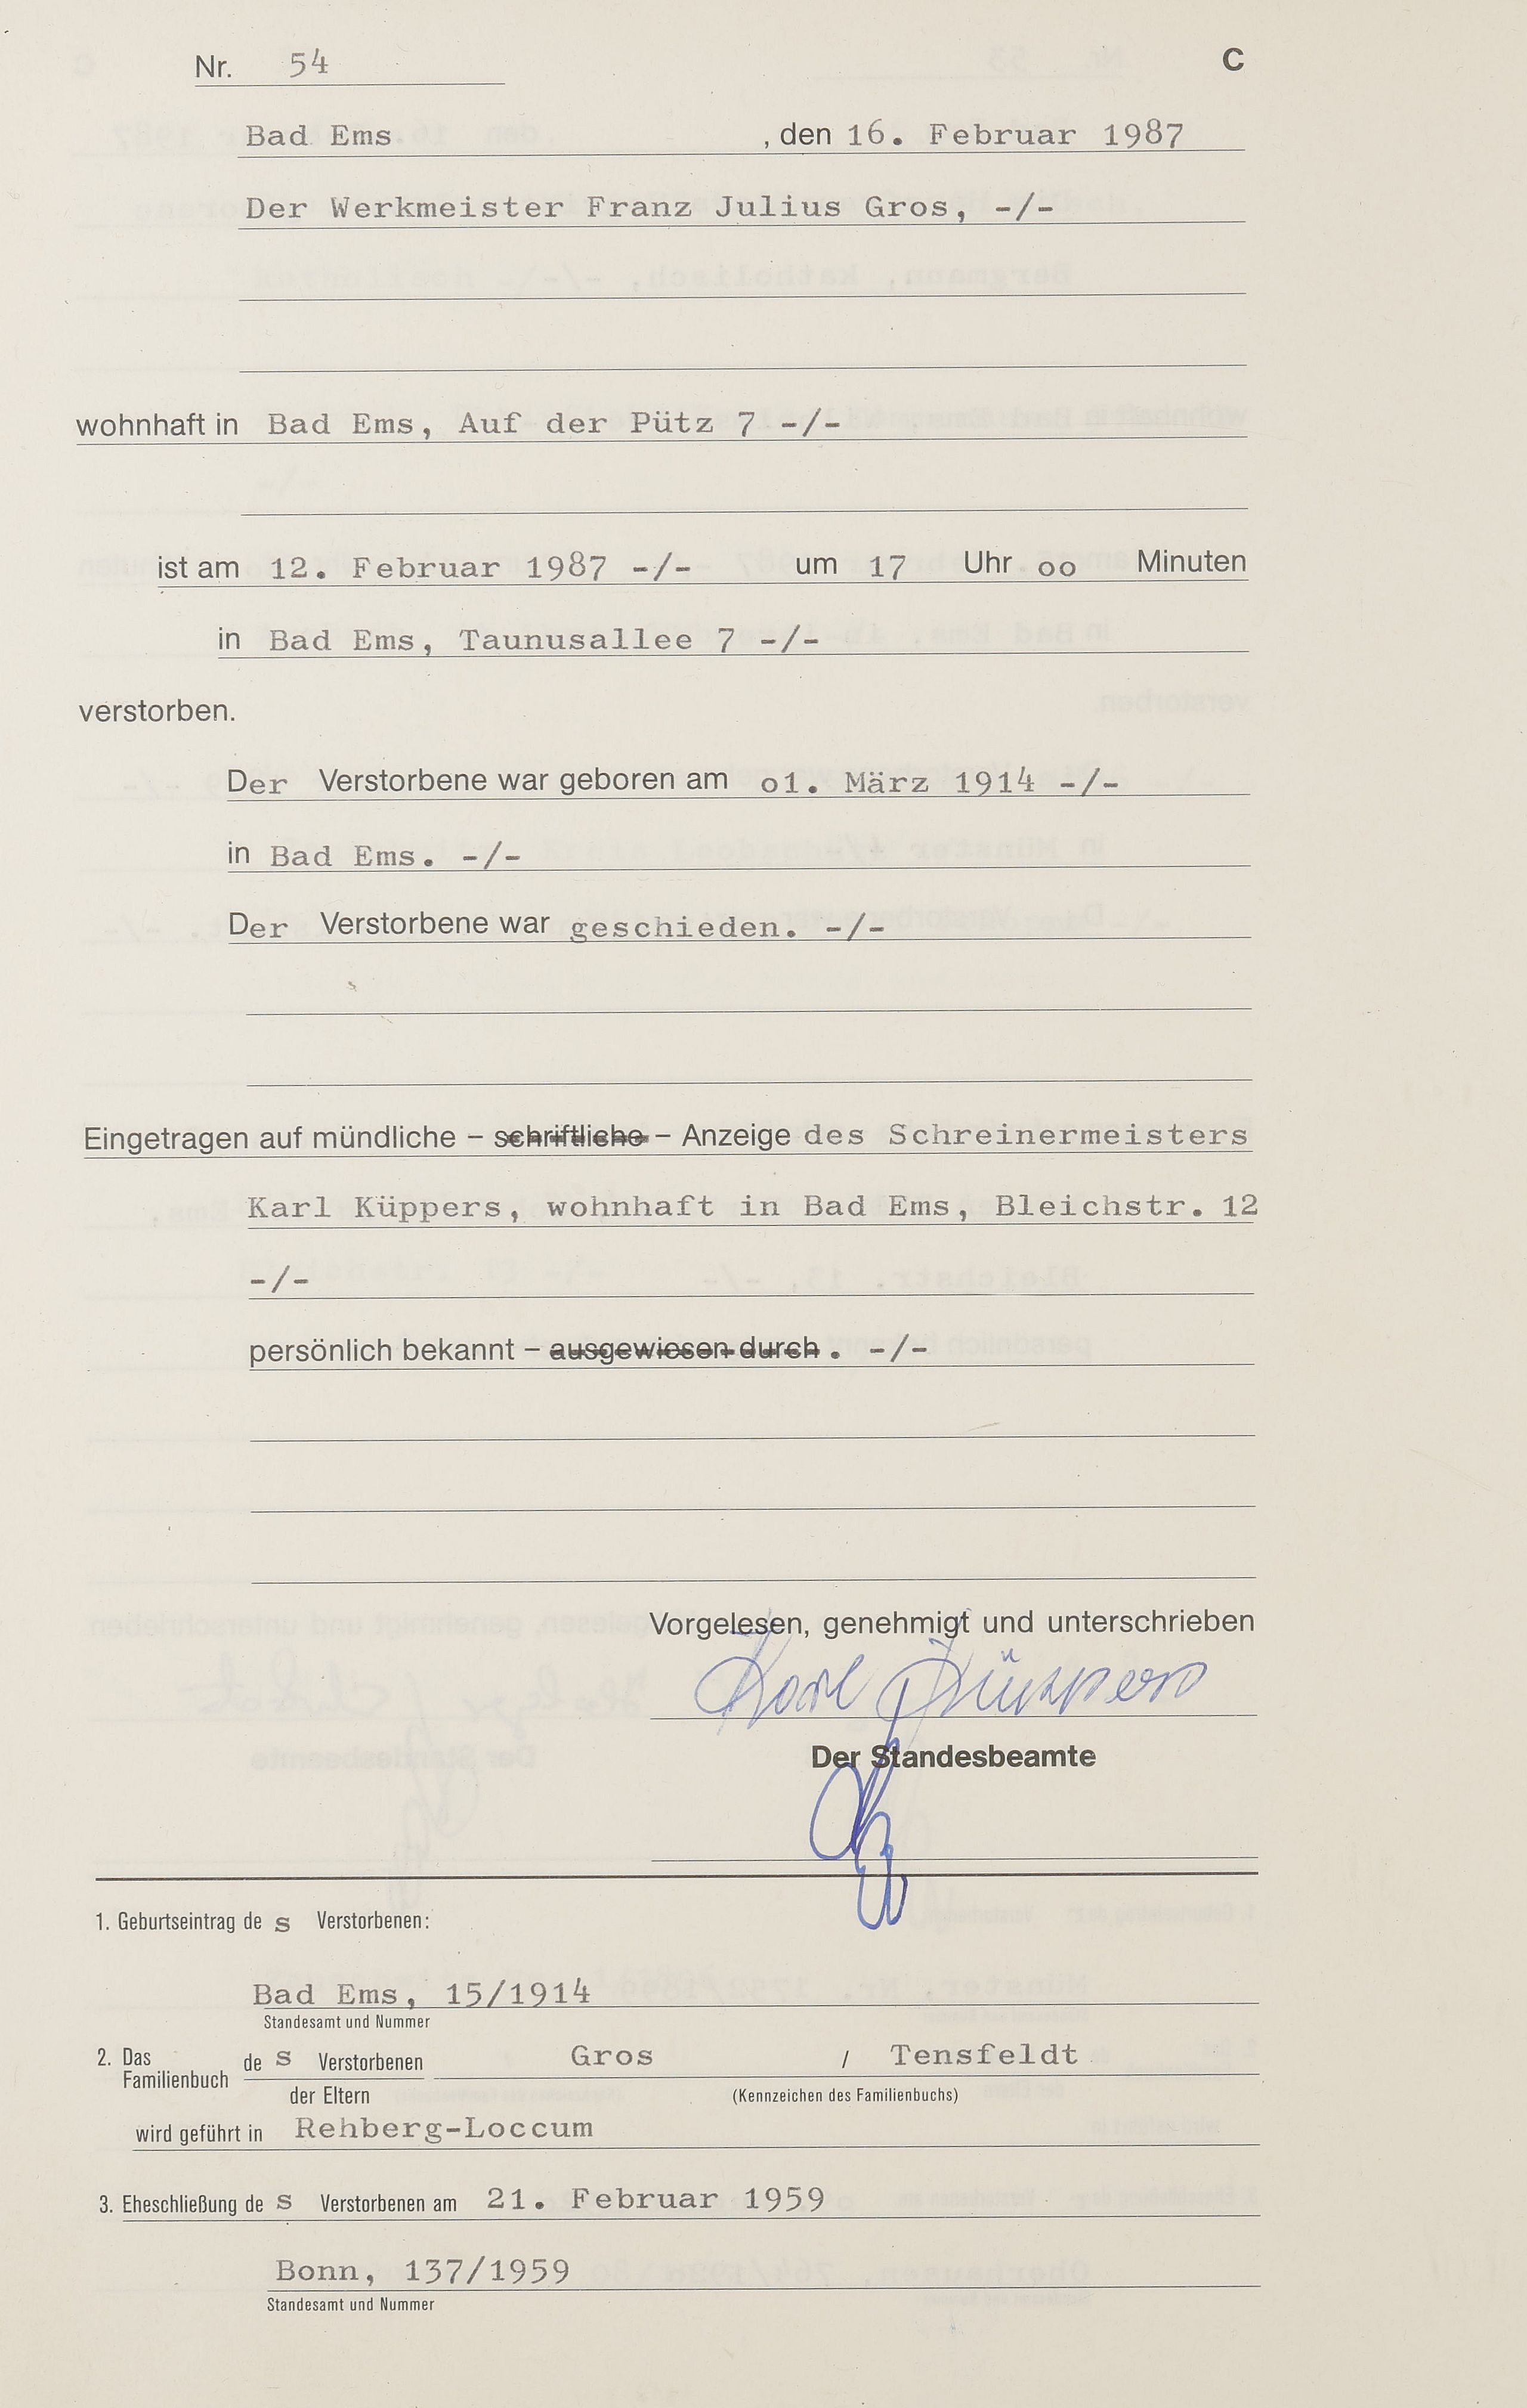 Nr. 54 C
Bad Ems , den 16. Februar 1987
Der Werkmeister Franz Julius Gros, -/-
wohnhaft in Bad Ems, Auf der Pütz 7 -/-
ist am 12. Februar 1987 -/- um 17 Uhr oo Minuten
in Bad Ems, Taunusallee 7 -/-
verstorben.
Der Verstorbene war geboren am o1. März 1914 -/-
in Bad Ems. -/-
Der Verstorbene war geschieden. -/-
Eingetragen auf mündliche – schriftliche – Anzeige des Schreinermeisters
Karl Küppers, wohnhaft in Bad Ems, Bleichstr. 12
-/-
persönlich bekannt – ausgewiesen durch . -/-
Vorgelesen, genehmigt und unterschrieben
Karl Küppers
Der Standesbeamte
1. Geburtseintrag de s Verstorbenen:
Bad Ems, 15/1914
Standesamt und Nummer
2. Das Familienbuch de s Verstorbenen Gros / Tensfeldt
der Eltern (Kennzeichen des Familienbuchs)
wird geführt in Rehberg-Loccum
3. Eheschließung de s Verstorbenen am 21. Februar 1959
Bonn, 137/1959
Standesamt und Nummer